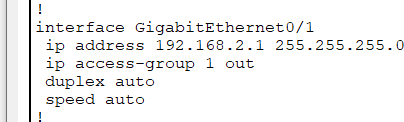 !
interface GigabitEthernet0/1
ip address 192.168.2.1 255.255.255.0
ip access-group 1 out
duplex auto
speed auto
!